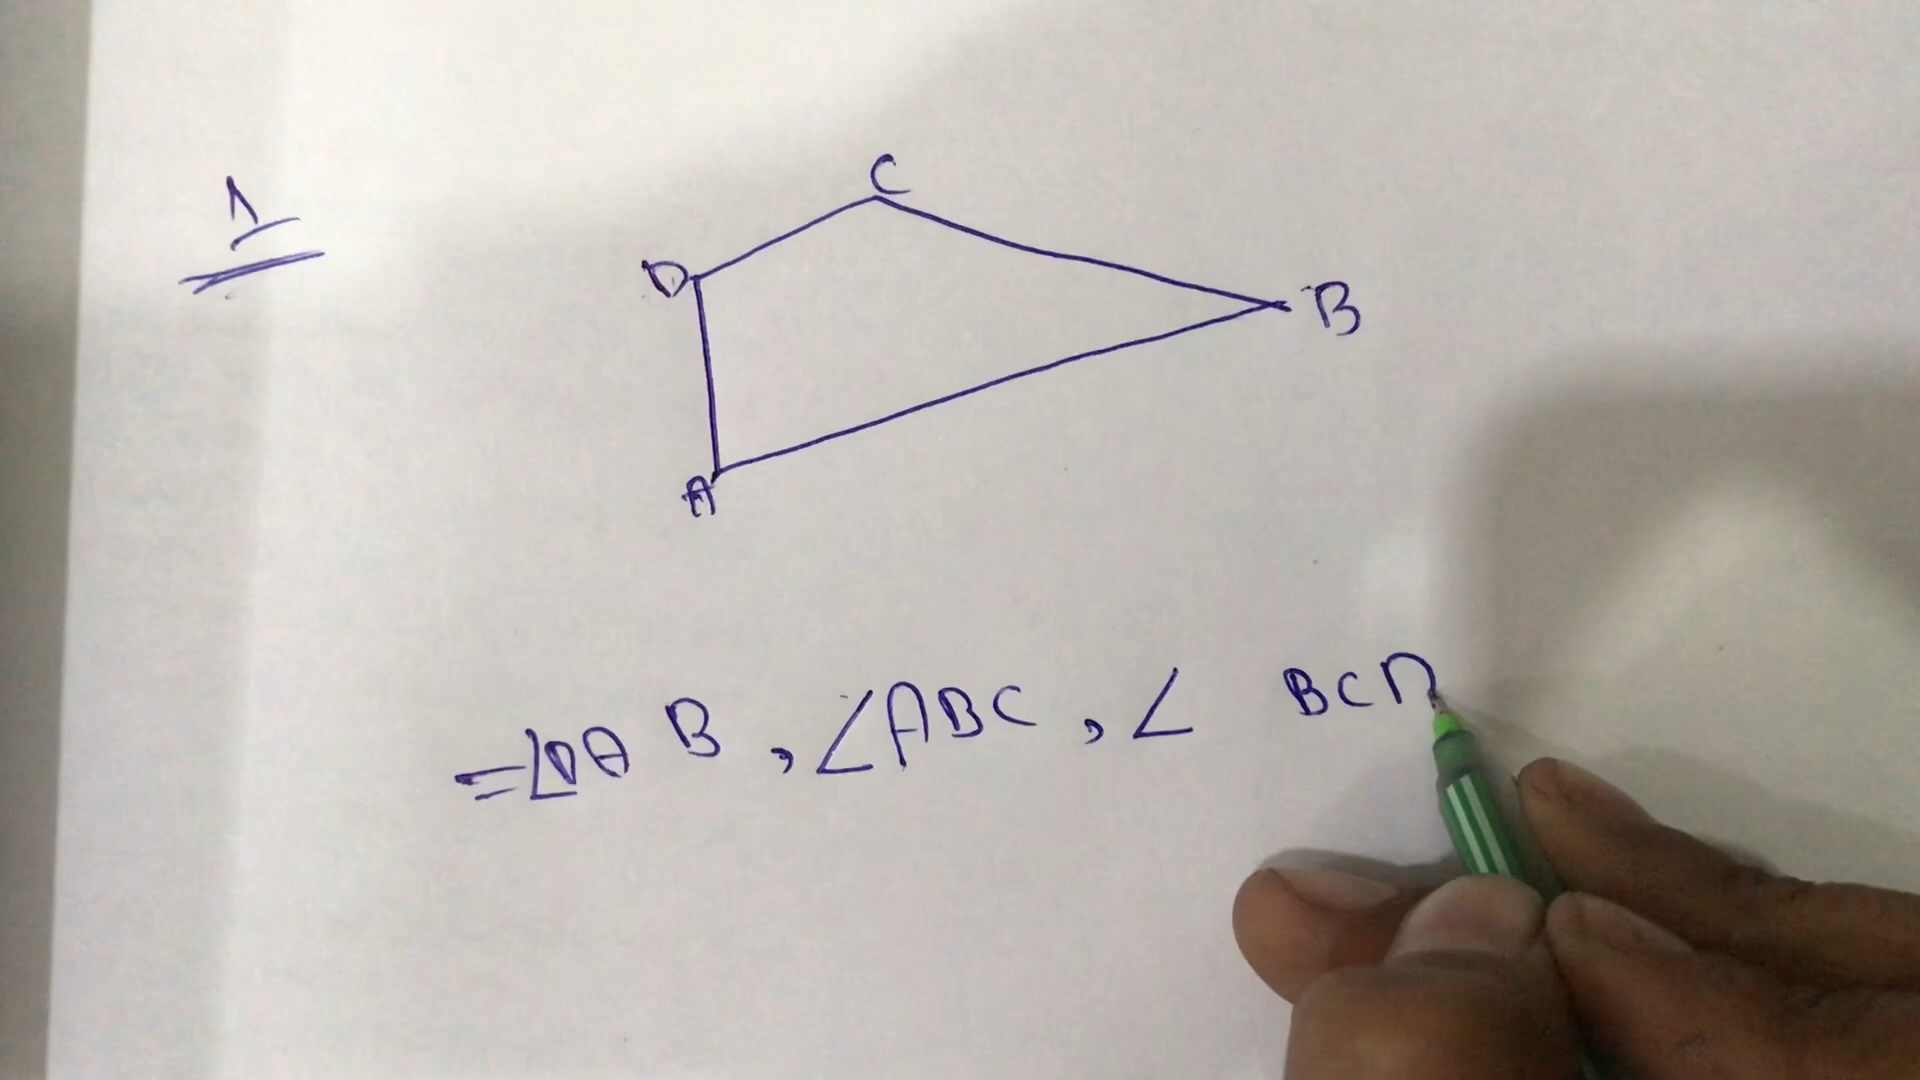 1
C
D
B
A
=∠DAB, ∠ABC, ∠ BCD